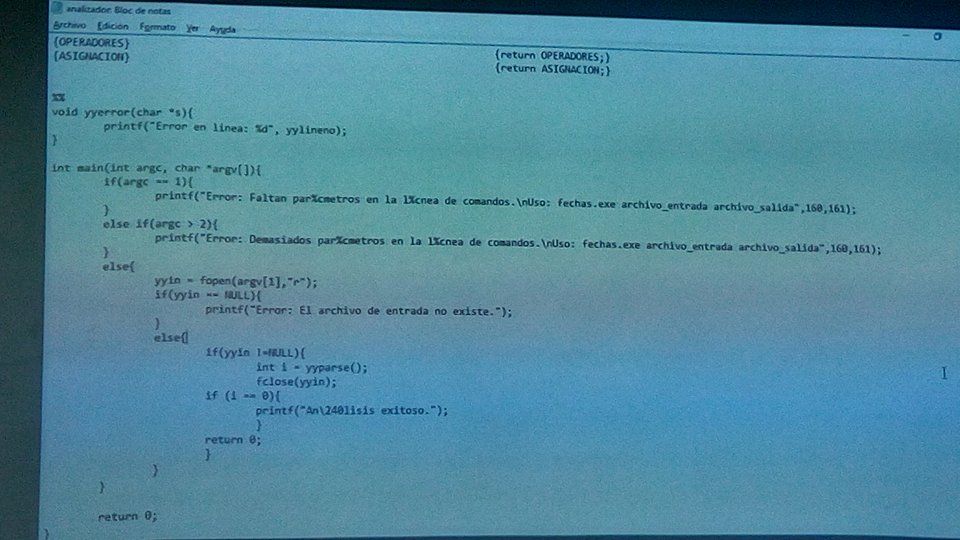 analizador: Bloc de notas
Archivo Edición Formato Ver Ayuda
{OPERADORES} {return OPERADORES;}
{ASIGNACION} {return ASIGNACION;}
%%
void yyerror(char *s){
printf("Error en linea: %d", yylineno);
}
int main(int argc, char *argv[]){
if(argc == 1){
printf("Error: Faltan par%cmetros en la l%cnea de comandos.\nUso: fechas.exe archivo_entrada archivo_salida",160,161);
}
else if(argc > 2){
printf("Error: Demasiados par%cmetros en la l%cnea de comandos.\nUso: fechas.exe archivo_entrada archivo_salida",160,161);
}
else{
yyin = fopen(argv[1],"r");
if(yyin == NULL){
printf("Error: El archivo de entrada no existe.");
}
else{
if(yyin !=NULL){
int i = yyparse();
fclose(yyin);
if (i == 0){
printf("An\240lisis exitoso.");
}
return 0;
}
}
}
return 0;
}